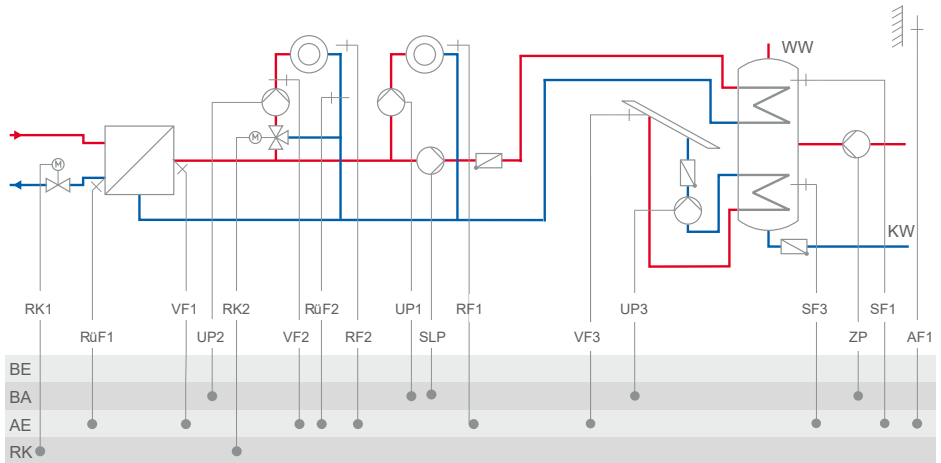 WW
M
M
KW
RK1 VF1 RK2 RüF2 UP1 RF1 UP3 SF3 SF1
RüF1 UP2 VF2 RF2 SLP VF3 ZP AF1
BE
BA
AE
RK